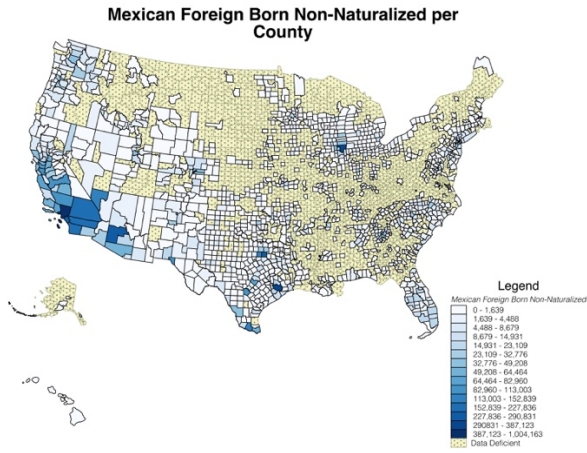 Mexican Foreign Born Non-Naturalized per
County
Legend
Mexican Foreign Born Non-Naturalized
0 - 1,639
1,639 - 4,488
4,488 - 8,679
8,679 - 14,931
14,931 - 23,109
23,109 - 32,776
32,776 - 49,208
49,208 - 64,464
64,464 - 82,960
82,960 - 113,003
113,003 - 152,839
152,839 - 227,836
227,836 - 290,831
290831 - 387,123
387,123 - 1,004,163
Data Deficient